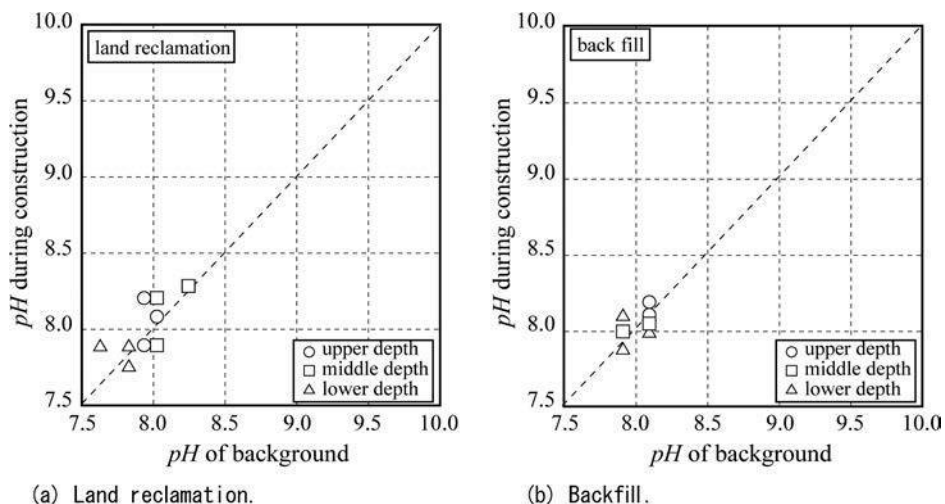 land reclamation
10.0
9.5
9.0
8.5
8.0
7.5
pH during construction
upper depth
middle depth
lower depth
7.5 8.0 8.5 9.0 9.5 10.0
pH of background
(a) Land reclamation.
back fill
10.0
9.5
9.0
8.5
8.0
7.5
pH during construction
upper depth
middle depth
lower depth
7.5 8.0 8.5 9.0 9.5 10.0
pH of background
(b) Backfill.